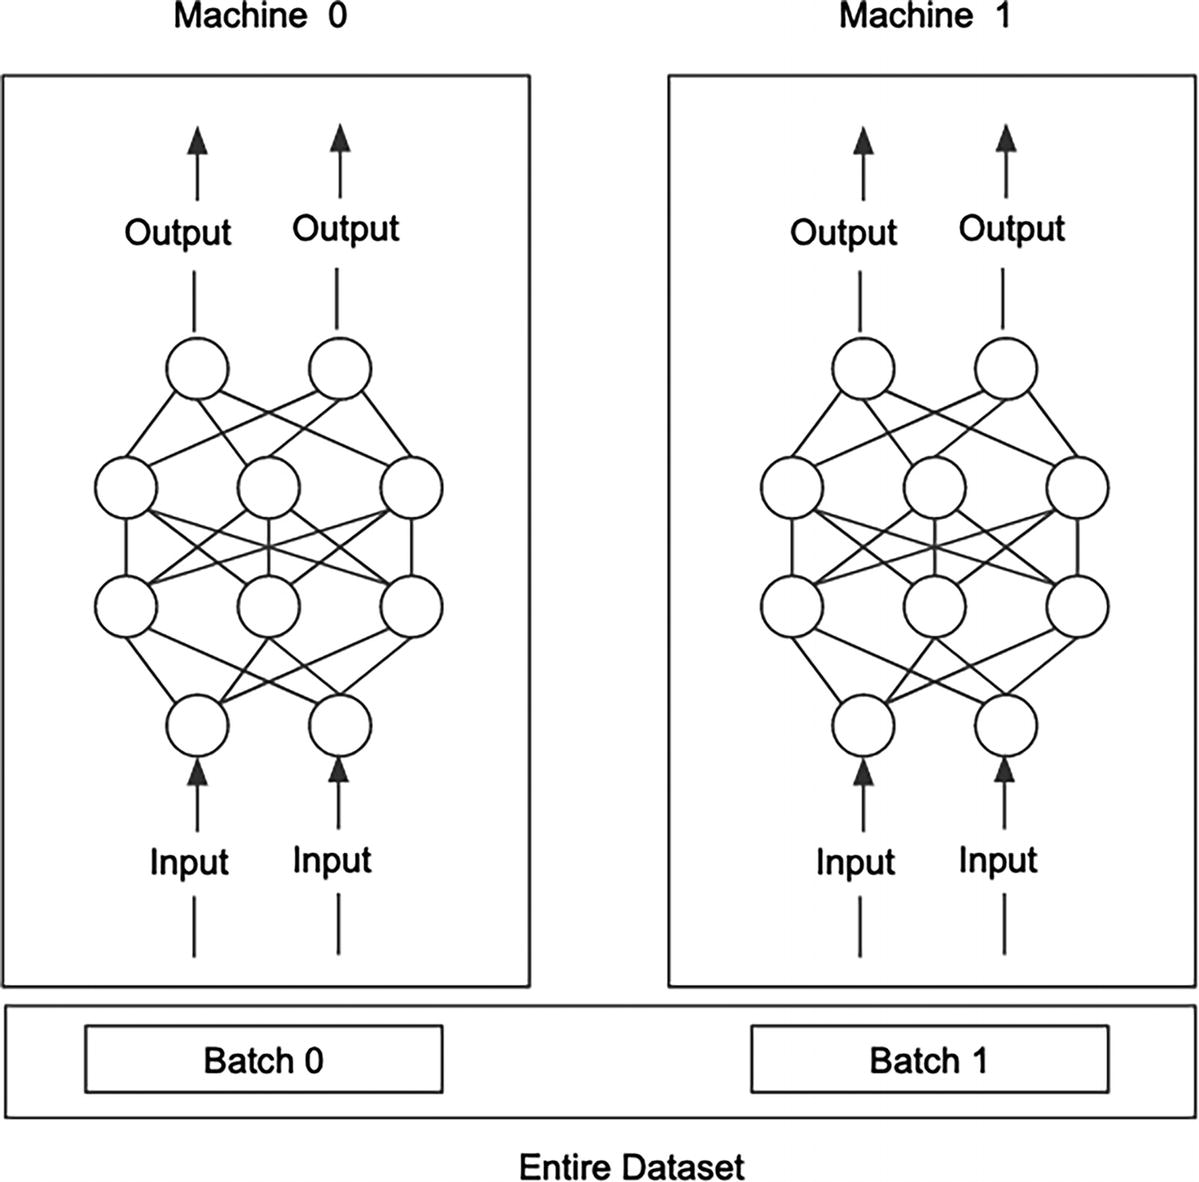 Machine 0
Machine 1
Output
Output
Output
Output
Input
Input
Input
Input
Batch 0
Batch 1
Entire Dataset